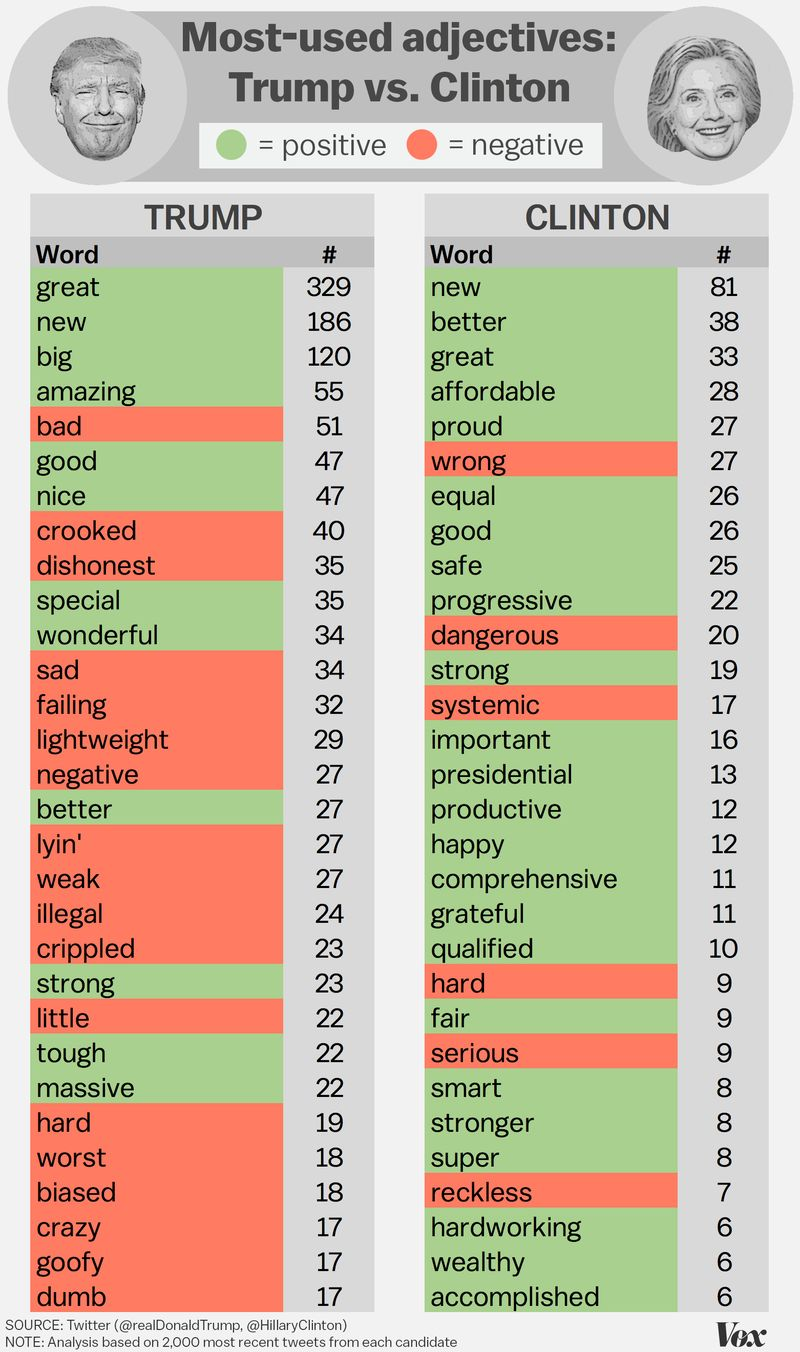 Most-used adjectives:
Trump vs. Clinton
= positive = negative
TRUMP
Word #
great 329
new 186
big 120
amazing 55
bad 51
good 47
nice 47
crooked 40
dishonest 35
special 35
wonderful 34
sad 34
failing 32
lightweight 29
negative 27
better 27
lyin' 27
weak 27
illegal 24
crippled 23
strong 23
little 22
tough 22
massive 22
hard 19
worst 18
biased 18
crazy 17
goofy 17
dumb 17
CLINTON
Word #
new 81
better 38
great 33
affordable 28
proud 27
wrong 27
equal 26
good 26
safe 25
progressive 22
dangerous 20
strong 19
systemic 17
important 16
presidential 13
productive 12
happy 12
comprehensive 11
grateful 11
qualified 10
hard 9
fair 9
serious 9
smart 8
stronger 8
super 8
reckless 7
hardworking 6
wealthy 6
accomplished 6
SOURCE: Twitter (@realDonaldTrump, @HillaryClinton)
NOTE: Analysis based on 2,000 most recent tweets from each candidate
Vox